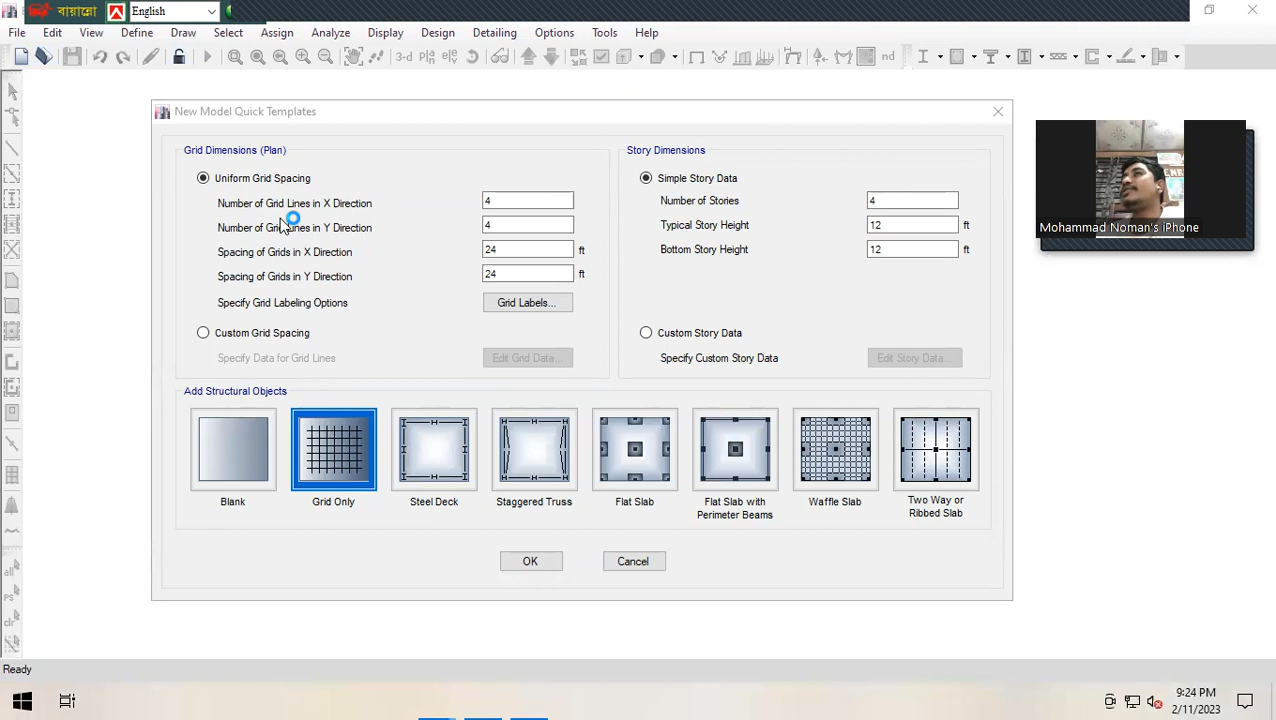 বায়ান্নো English
File Edit View Define Draw Select Assign Analyze Display Design Detailing Options Tools Help
3-d nd
New Model Quick Templates
Grid Dimensions (Plan)
Uniform Grid Spacing
Number of Grid Lines in X Direction 4
Number of Grid Lines in Y Direction 4
Spacing of Grids in X Direction 24 ft
Spacing of Grids in Y Direction 24 ft
Specify Grid Labeling Options Grid Labels...
Custom Grid Spacing
Specify Data for Grid Lines Edit Grid Data...
Story Dimensions
Simple Story Data
Number of Stories 4
Typical Story Height 12 ft
Bottom Story Height 12 ft
Custom Story Data
Specify Custom Story Data Edit Story Data...
Mohammad Noman's iPhone
Add Structural Objects
Blank
Grid Only
Steel Deck
Staggered Truss
Flat Slab
Flat Slab with
Perimeter Beams
Waffle Slab
Two Way or
Ribbed Slab
OK Cancel
all
PS
clr
Ready
9:24 PM
2/11/2023